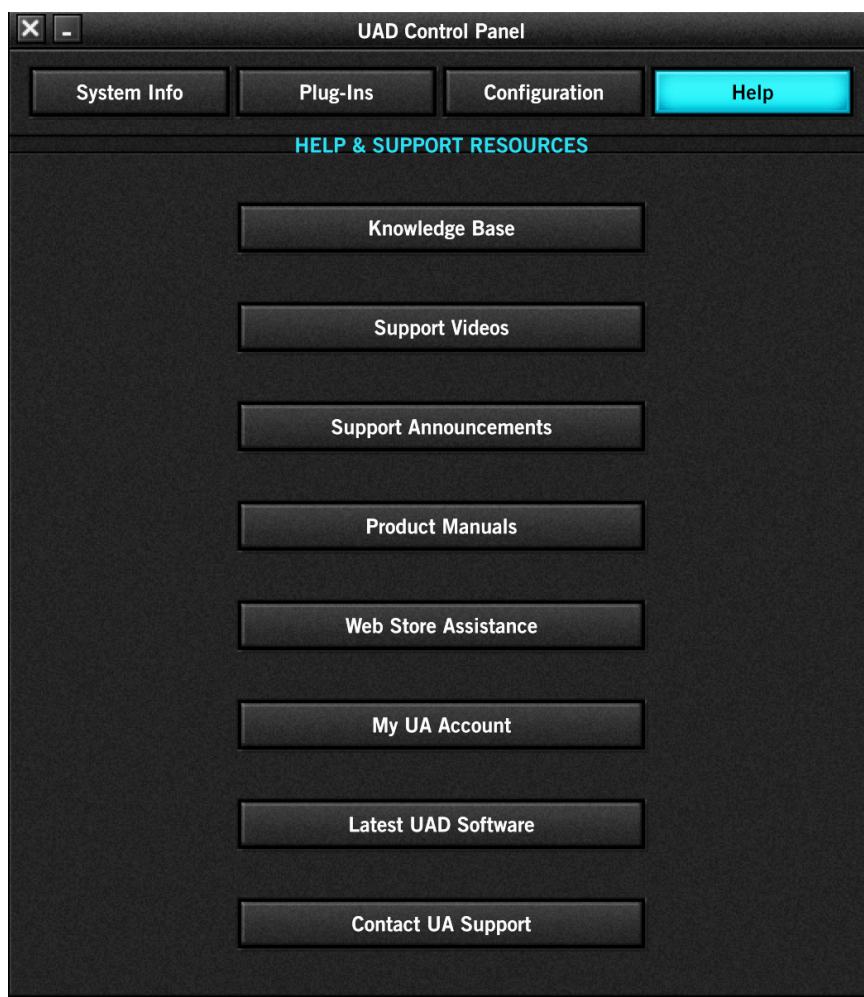 UAD Control Panel
System Info Plug-Ins Configuration Help
HELP & SUPPORT RESOURCES
Knowledge Base
Support Videos
Support Announcements
Product Manuals
Web Store Assistance
My UA Account
Latest UAD Software
Contact UA Support